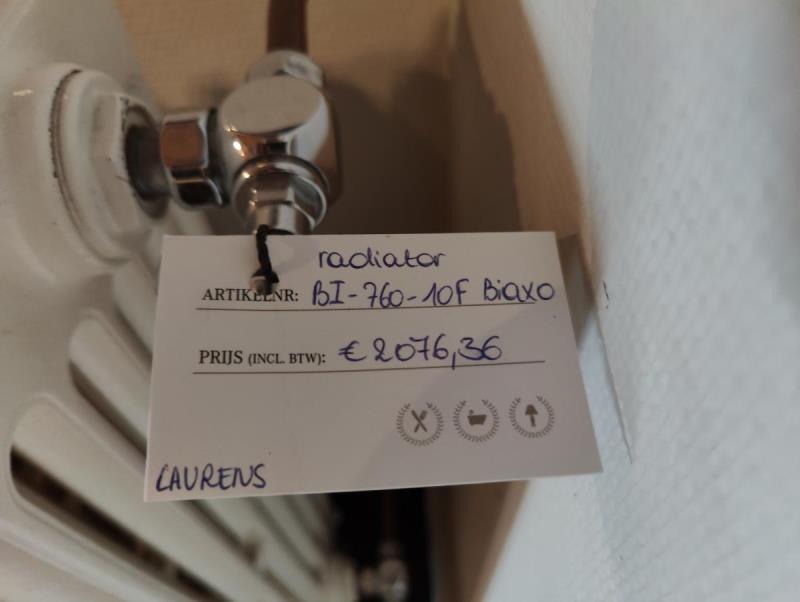 radiator
ARTIKELNR: BI-760-10F Biaxo
PRIJS (INCL. BTW): € 2076,36
LAURENS